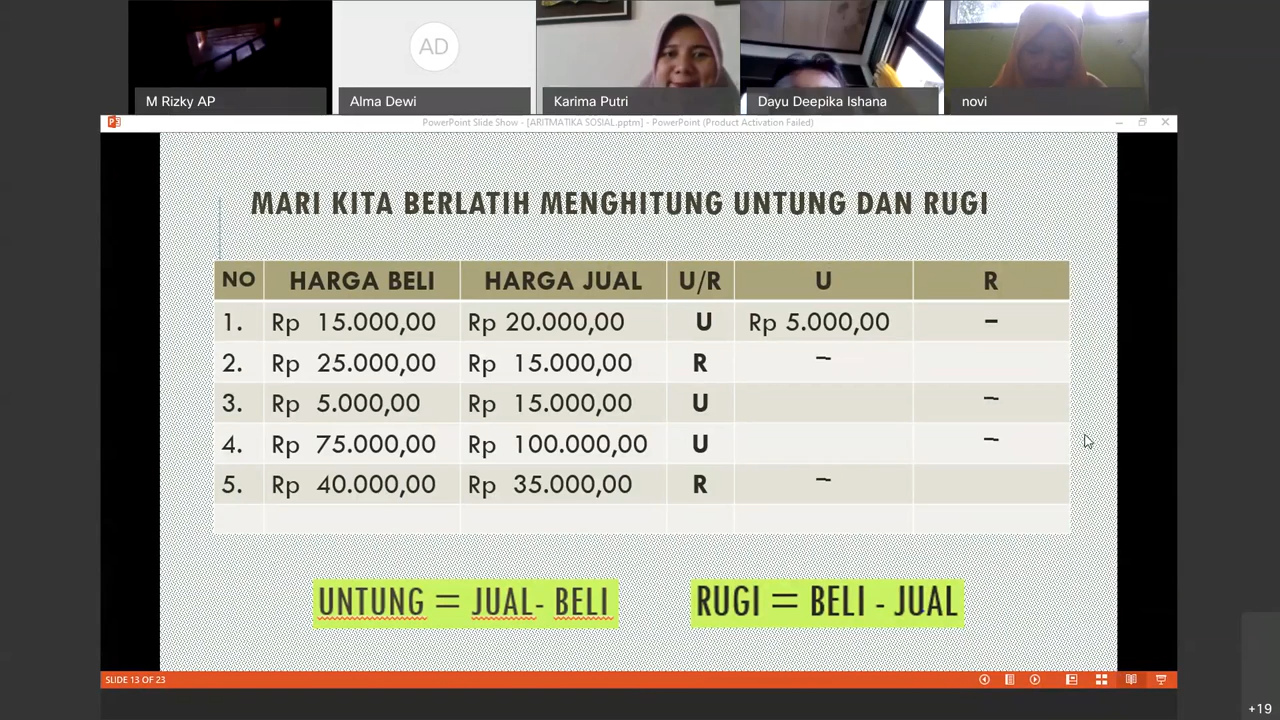 AD
M Rizky AP
Alma Dewi
Karima Putri
Dayu Deepika Ishana
novi
PowerPoint Slide Show - [ARITMATIKA SOSIAL.pptm] - PowerPoint (Product Activation Failed)
MARI KITA BERLATIH MENGHITUNG UNTUNG DAN RUGI
NO HARGA BELI HARGA JUAL U/R U R
1. Rp 15.000,00 Rp 20.000,00 U Rp 5.000,00 –
2. Rp 25.000,00 Rp 15.000,00 R –
3. Rp 5.000,00 Rp 15.000,00 U –
4. Rp 75.000,00 Rp 100.000,00 U –
5. Rp 40.000,00 Rp 35.000,00 R –
UNTUNG = JUAL- BELI
RUGI = BELI - JUAL
SLIDE 13 OF 23
+19